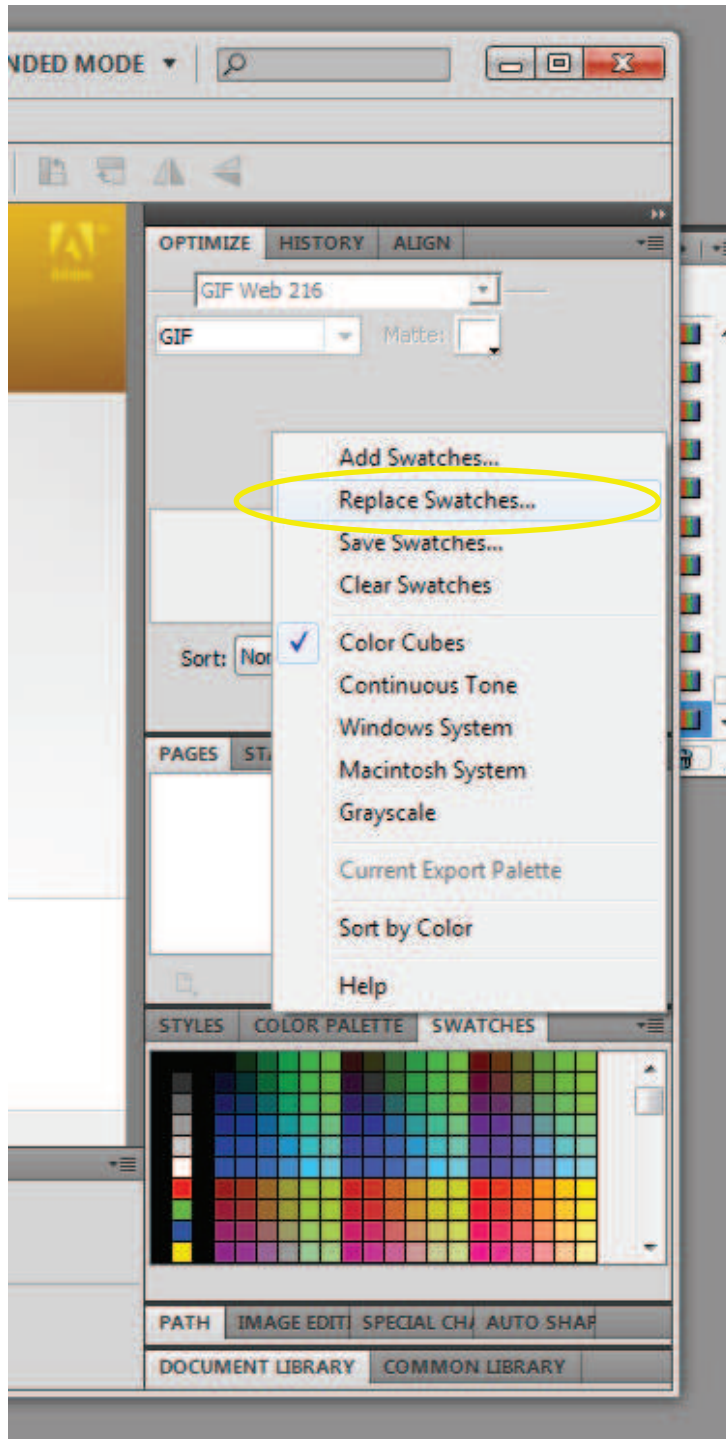 NDED MODE
OPTIMIZE HISTORY ALIGN
GIF Web 216
GIF Matte:
Add Swatches...
Replace Swatches...
Save Swatches...
Clear Swatches
Sort: Nor
Color Cubes
Continuous Tone
Windows System
Macintosh System
Grayscale
Current Export Palette
Sort by Color
Help
PAGES ST
STYLES COLOR PALETTE SWATCHES
PATH IMAGE EDITI SPECIAL CHA AUTO SHAP
DOCUMENT LIBRARY COMMON LIBRARY